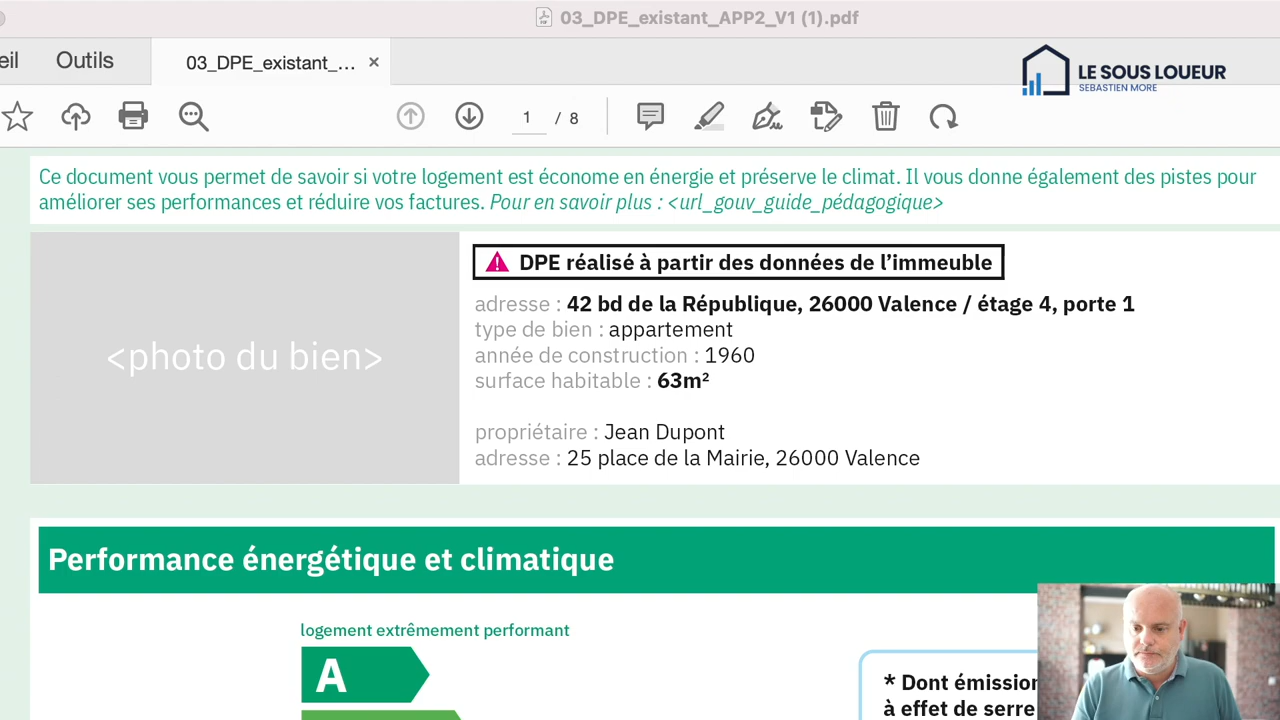 03_DPE_existant_APP2_V1 (1).pdf
eil
Outils
03_DPE_existant_... ×
LE SOUS LOUEUR
SEBASTIEN MORE
1 / 8
Ce document vous permet de savoir si votre logement est économe en énergie et préserve le climat. Il vous donne également des pistes pour
améliorer ses performances et réduire vos factures. Pour en savoir plus : <url_gouv_guide_pédagogique>
<photo du bien>
DPE réalisé à partir des données de l’immeuble
adresse : 42 bd de la République, 26000 Valence / étage 4, porte 1
type de bien : appartement
année de construction : 1960
surface habitable : 63m²
propriétaire : Jean Dupont
adresse : 25 place de la Mairie, 26000 Valence
Performance énergétique et climatique
logement extrêmement performant
A
* Dont émission
à effet de serre